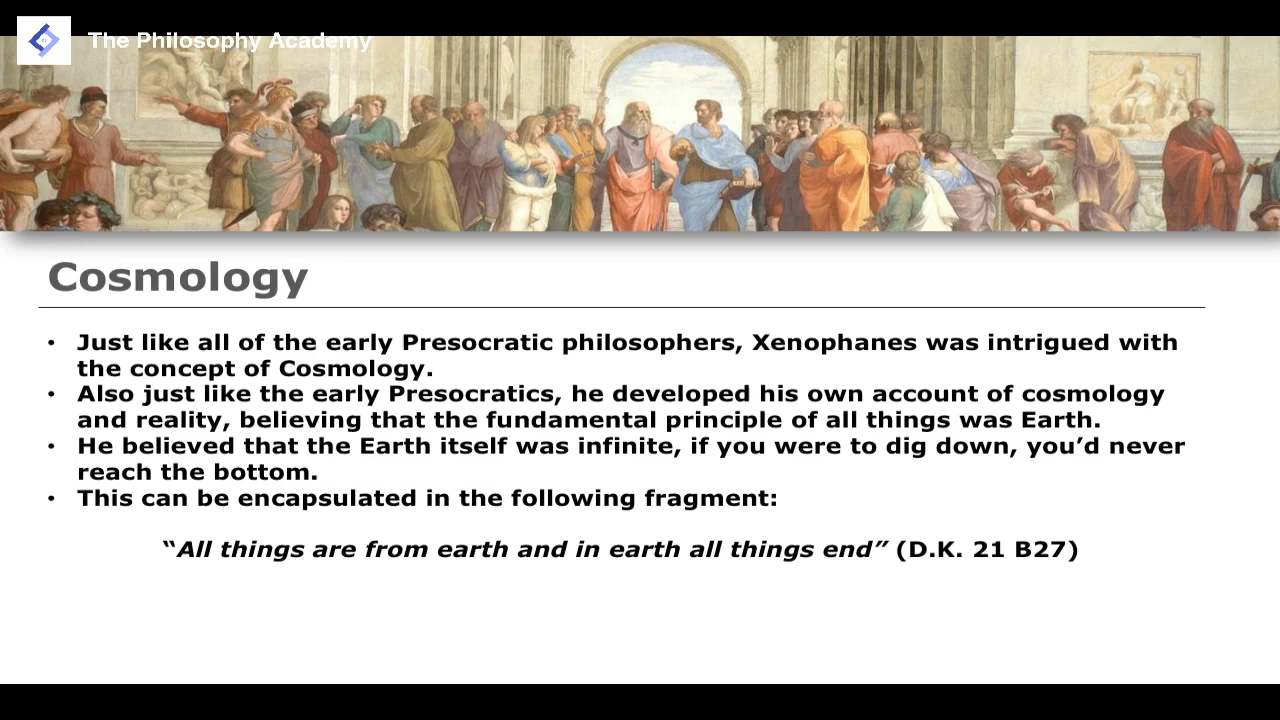 The Philosophy Academy
Cosmology
• Just like all of the early Presocratic philosophers, Xenophanes was intrigued with
the concept of Cosmology.
• Also just like the early Presocratics, he developed his own account of cosmology
and reality, believing that the fundamental principle of all things was Earth.
• He believed that the Earth itself was infinite, if you were to dig down, you’d never
reach the bottom.
• This can be encapsulated in the following fragment:
“All things are from earth and in earth all things end” (D.K. 21 B27)